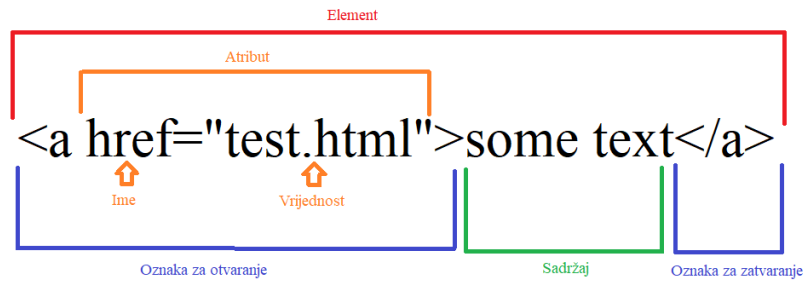 Element
Atribut
<a href="test.html">some text</a>
Ime
Vrijednost
Oznaka za otvaranje
Sadržaj
Oznaka za zatvaranje